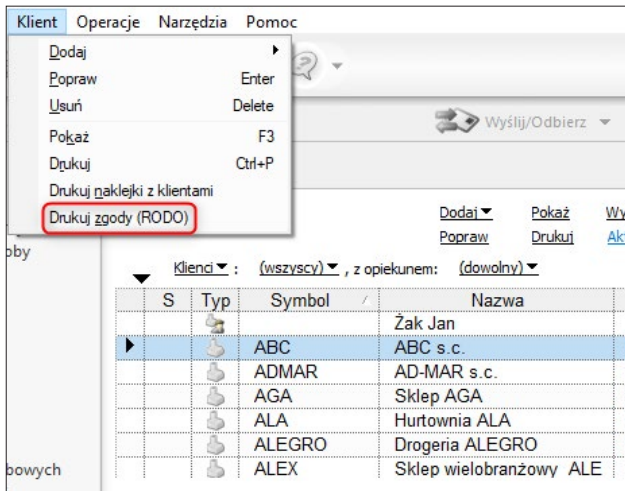 Klient Operacje Narzędzia Pomoc
Dodaj
Popraw Enter
Usuń Delete
Pokaż F3
Drukuj Ctrl+P
Drukuj naklejki z klientami
Drukuj zgody (RODO)
Wyślij/Odbierz
Dodaj Pokaż
Popraw Drukuj
Klienci : (wszyscy) , z opiekunem: (dowolny)
S Typ Symbol Nazwa
Żak Jan
ABC ABC s.c.
ADMAR AD-MAR s.c.
AGA Sklep AGA
ALA Hurtownia ALA
ALEGRO Drogeria ALEGRO
ALEX Sklep wielobranżowy ALE